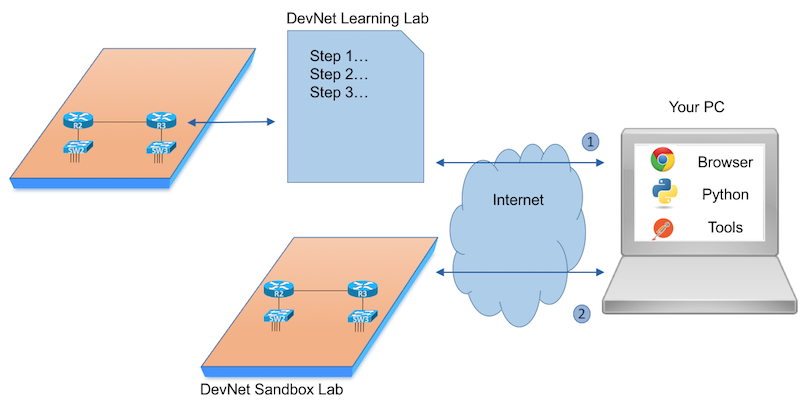 DevNet Learning Lab
Step 1…
Step 2…
Step 3…
R2
R3
SW2
SW3
Your PC
1
Browser
Python
Tools
Internet
R2
R3
SW2
SW3
2
DevNet Sandbox Lab